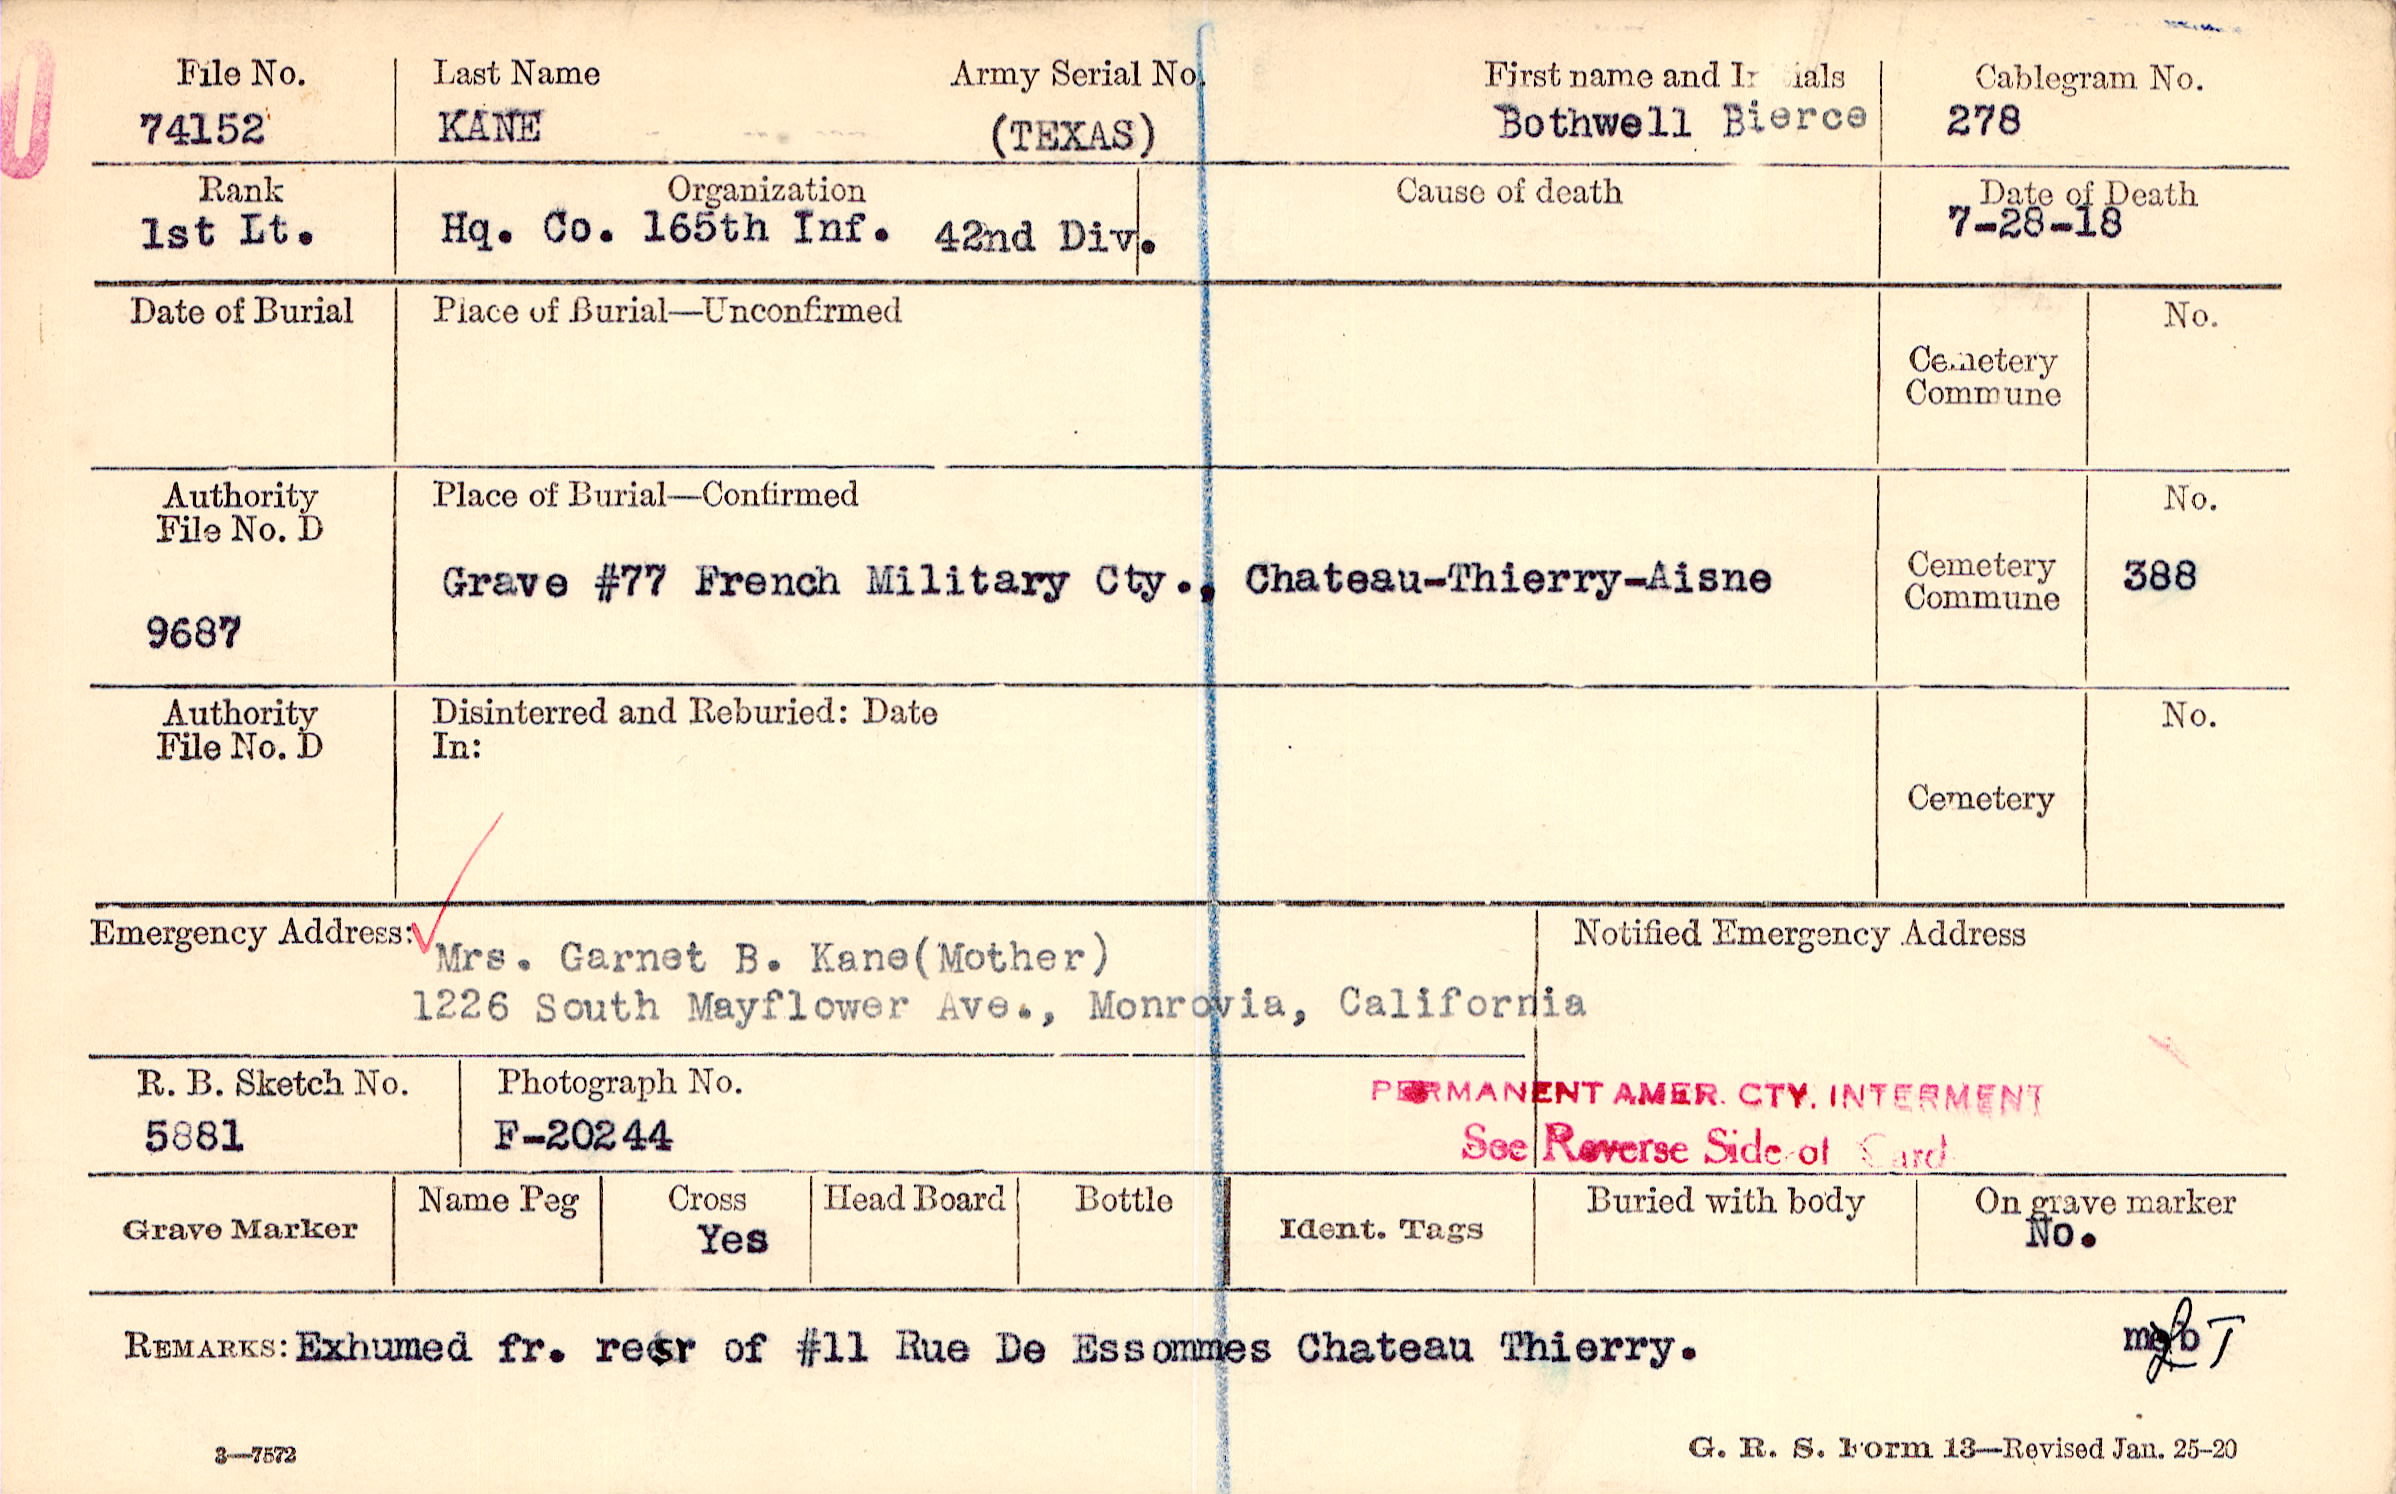 File No. Last Name Army Serial No. First name and Initials Cablegram No.
74152 KANE (TEXAS) Bothwell Bierce 278
Rank Organization Cause of death Date of Death
1st Lt. Hq. Co. 165th Inf. 42nd Div. 7-28-18
Date of Burial Place of Burial—Unconfirmed No.
Cemetery
Commune
Authority Place of Burial—Confirmed No.
File No. D
Grave #77 French Military Cty., Chateau-Thierry-Aisne Cemetery 388
Commune
9687
Authority Disinterred and Reburied: Date No.
File No. D In:
Cemetery
Emergency Address: Notified Emergency Address
Mrs. Garnet B. Kane(Mother)
1226 South Mayflower Ave., Monrovia, California
R. B. Sketch No. Photograph No.
PERMANENT AMER. CTY. INTERMENT
5881 F-20244
See Reverse Side of Card
Grave Marker Name Peg Cross Head Board Bottle Ident. Tags Buried with body On grave marker
Yes No.
REMARKS: Exhumed fr. rear of #11 Rue De Essommes Chateau Thierry.
3—7572 G. R. S. Form 13—Revised Jan. 25-20